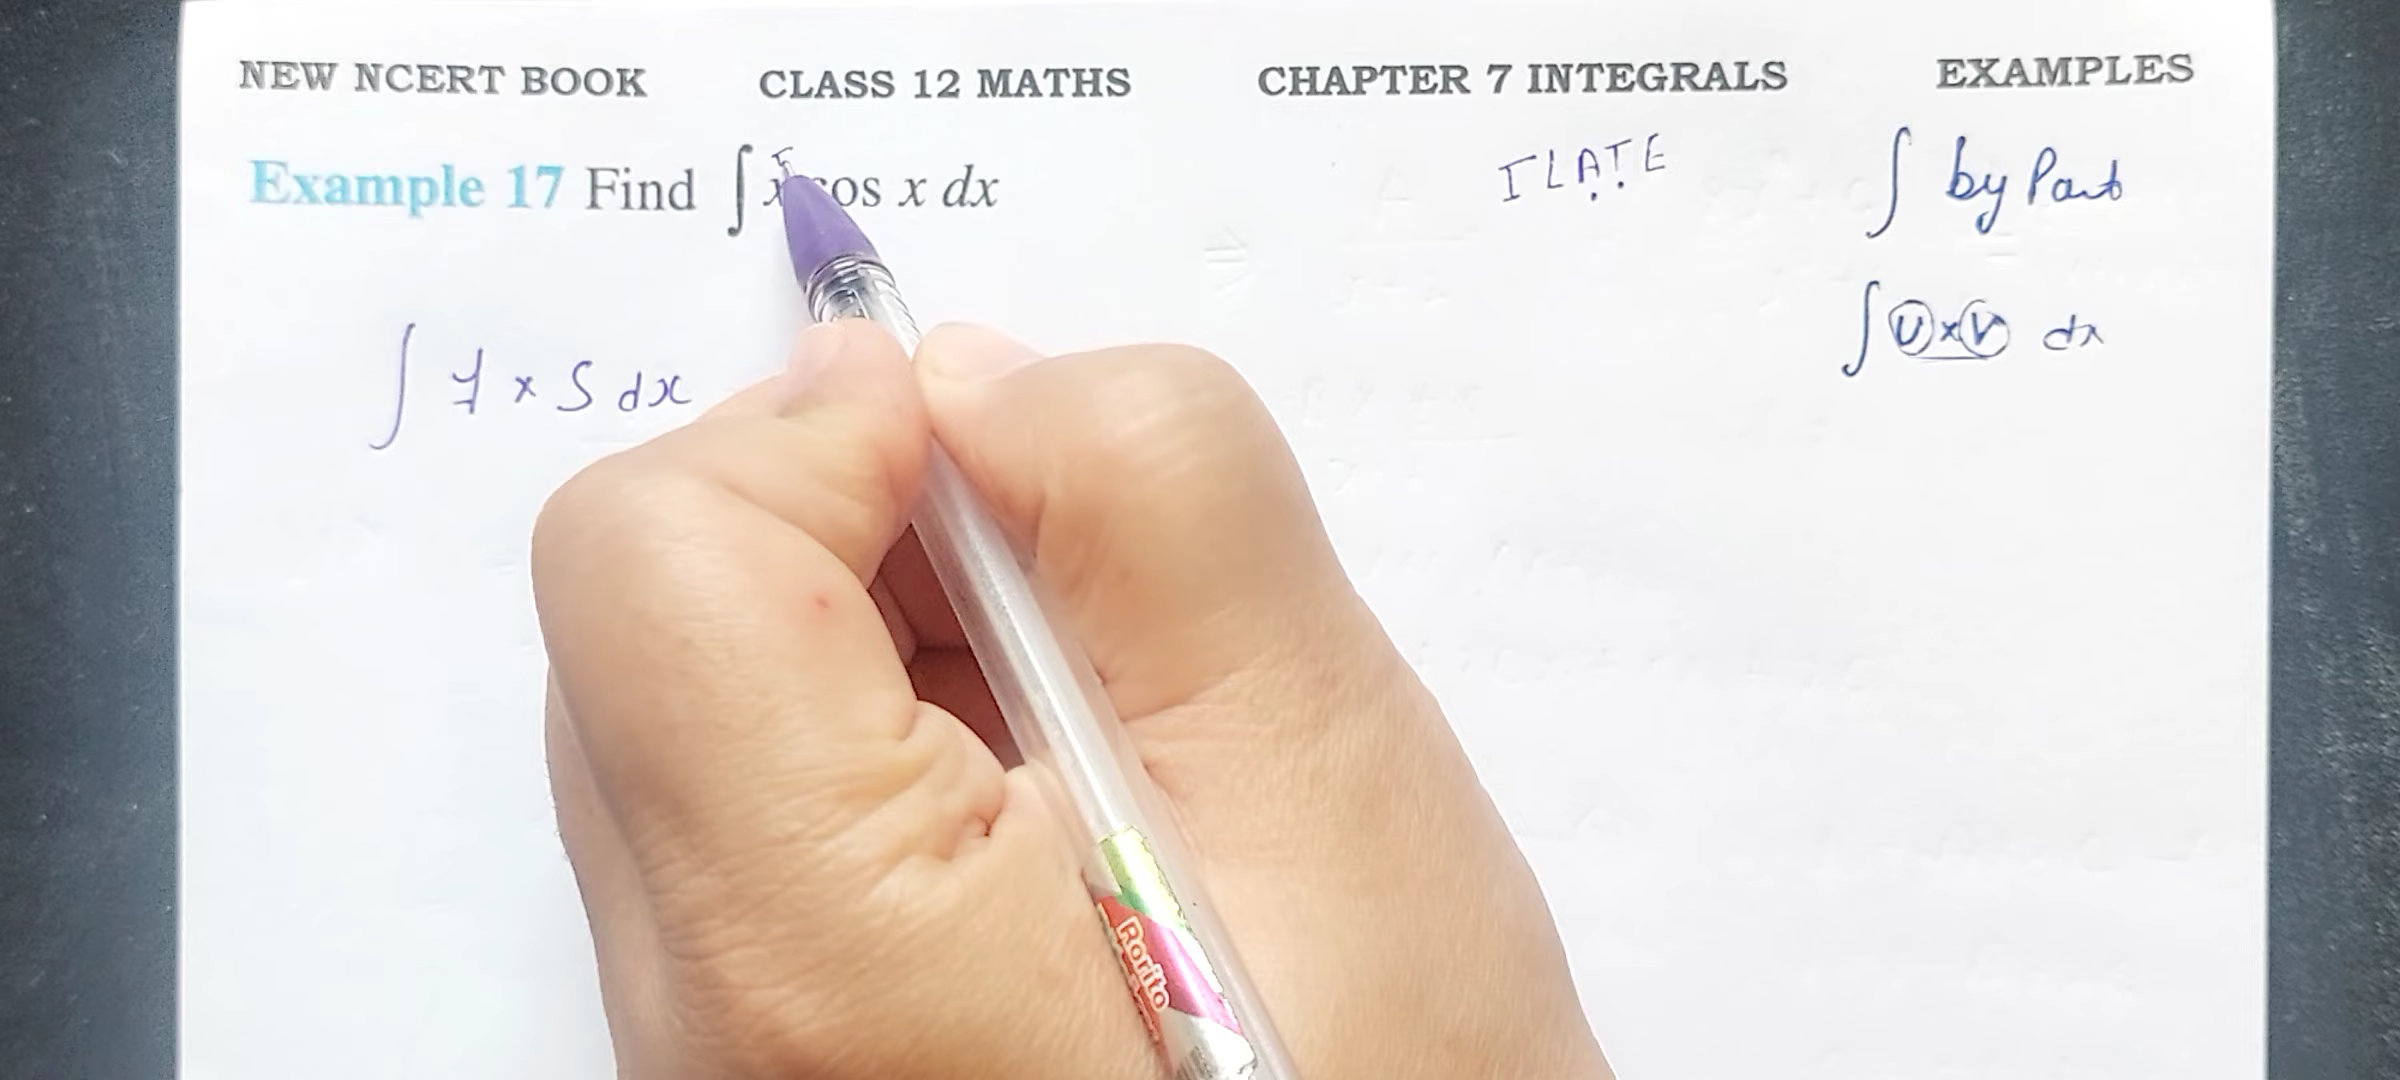 NEW NCERT BOOK CLASS 12 MATHS CHAPTER 7 INTEGRALS EXAMPLES
Example 17 Find ∫ x cos x dx
ILATE
∫ by Part
∫ U×V dx
∫ f × S dx
Rorito